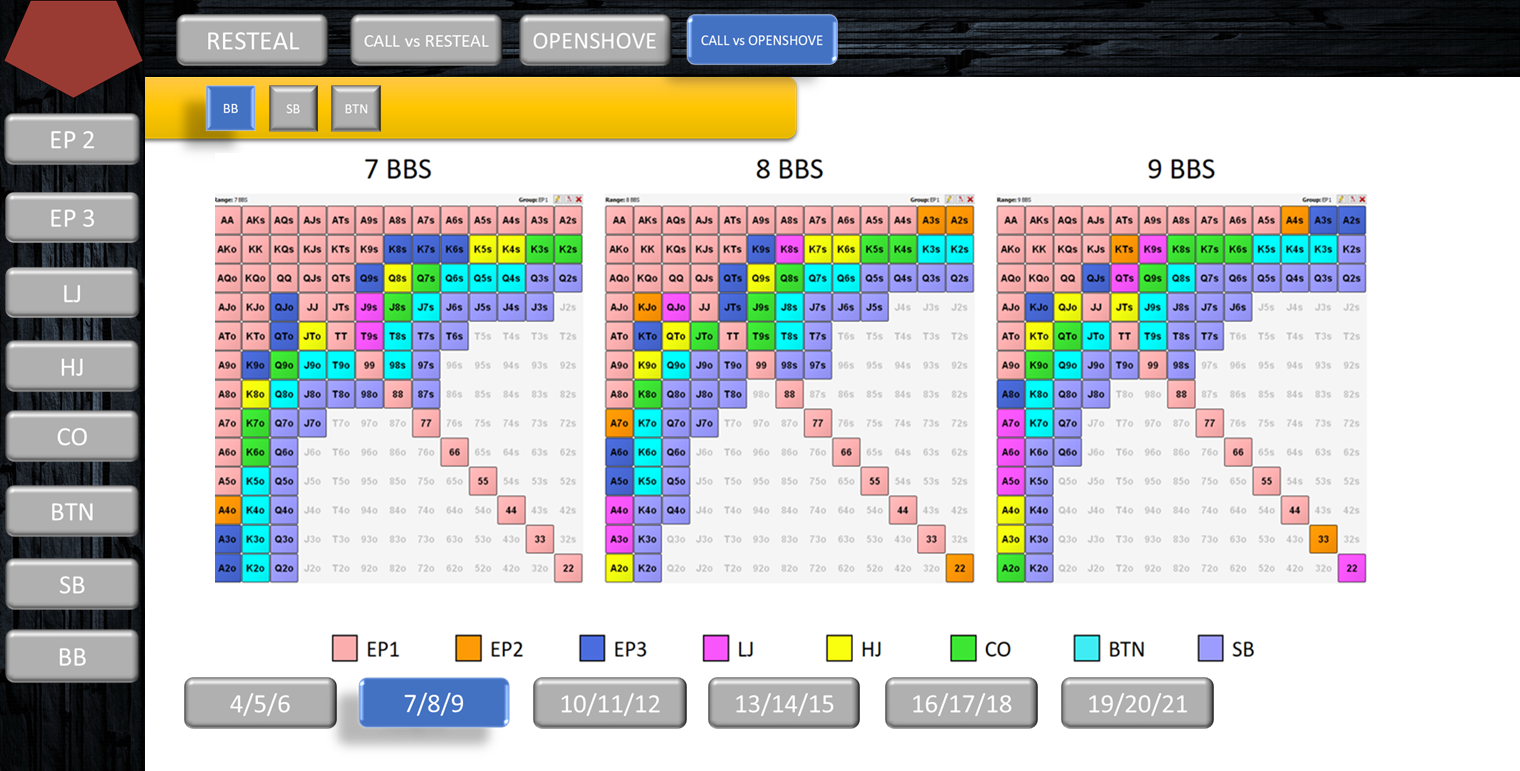 RESTEAL
CALL vs RESTEAL
OPENSHOVE
CALL vs OPENSHOVE
BB
SB
BTN
EP 2
EP 3
LJ
HJ
CO
BTN
SB
BB
7 BBS
Range: 7 BBS Group: EP1
AA AKs AQs AJs ATs A9s A8s A7s A6s A5s A4s A3s A2s
AKo KK KQs KJs KTs K9s K8s K7s K6s K5s K4s K3s K2s
AQo KQo QQ QJs QTs Q9s Q8s Q7s Q6s Q5s Q4s Q3s Q2s
AJo KJo QJo JJ JTs J9s J8s J7s J6s J5s J4s J3s J2s
ATo KTo QTo JTo TT T9s T8s T7s T6s T5s T4s T3s T2s
A9o K9o Q9o J9o T9o 99 98s 97s 96s 95s 94s 93s 92s
A8o K8o Q8o J8o T8o 98o 88 87s 86s 85s 84s 83s 82s
A7o K7o Q7o J7o T7o 97o 87o 77 76s 75s 74s 73s 72s
A6o K6o Q6o J6o T6o 96o 86o 76o 66 65s 64s 63s 62s
A5o K5o Q5o J5o T5o 95o 85o 75o 65o 55 54s 53s 52s
A4o K4o Q4o J4o T4o 94o 84o 74o 64o 54o 44 43s 42s
A3o K3o Q3o J3o T3o 93o 83o 73o 63o 53o 43o 33 32s
A2o K2o Q2o J2o T2o 92o 82o 72o 62o 52o 42o 32o 22
8 BBS
Range: 8 BBS Group: EP1
AA AKs AQs AJs ATs A9s A8s A7s A6s A5s A4s A3s A2s
AKo KK KQs KJs KTs K9s K8s K7s K6s K5s K4s K3s K2s
AQo KQo QQ QJs QTs Q9s Q8s Q7s Q6s Q5s Q4s Q3s Q2s
AJo KJo QJo JJ JTs J9s J8s J7s J6s J5s J4s J3s J2s
ATo KTo QTo JTo TT T9s T8s T7s T6s T5s T4s T3s T2s
A9o K9o Q9o J9o T9o 99 98s 97s 96s 95s 94s 93s 92s
A8o K8o Q8o J8o T8o 98o 88 87s 86s 85s 84s 83s 82s
A7o K7o Q7o J7o T7o 97o 87o 77 76s 75s 74s 73s 72s
A6o K6o Q6o J6o T6o 96o 86o 76o 66 65s 64s 63s 62s
A5o K5o Q5o J5o T5o 95o 85o 75o 65o 55 54s 53s 52s
A4o K4o Q4o J4o T4o 94o 84o 74o 64o 54o 44 43s 42s
A3o K3o Q3o J3o T3o 93o 83o 73o 63o 53o 43o 33 32s
A2o K2o Q2o J2o T2o 92o 82o 72o 62o 52o 42o 32o 22
9 BBS
Range: 9 BBS Group: EP1
AA AKs AQs AJs ATs A9s A8s A7s A6s A5s A4s A3s A2s
AKo KK KQs KJs KTs K9s K8s K7s K6s K5s K4s K3s K2s
AQo KQo QQ QJs QTs Q9s Q8s Q7s Q6s Q5s Q4s Q3s Q2s
AJo KJo QJo JJ JTs J9s J8s J7s J6s J5s J4s J3s J2s
ATo KTo QTo JTo TT T9s T8s T7s T6s T5s T4s T3s T2s
A9o K9o Q9o J9o T9o 99 98s 97s 96s 95s 94s 93s 92s
A8o K8o Q8o J8o T8o 98o 88 87s 86s 85s 84s 83s 82s
A7o K7o Q7o J7o T7o 97o 87o 77 76s 75s 74s 73s 72s
A6o K6o Q6o J6o T6o 96o 86o 76o 66 65s 64s 63s 62s
A5o K5o Q5o J5o T5o 95o 85o 75o 65o 55 54s 53s 52s
A4o K4o Q4o J4o T4o 94o 84o 74o 64o 54o 44 43s 42s
A3o K3o Q3o J3o T3o 93o 83o 73o 63o 53o 43o 33 32s
A2o K2o Q2o J2o T2o 92o 82o 72o 62o 52o 42o 32o 22
EP1 EP2 EP3 LJ HJ CO BTN SB
4/5/6
7/8/9
10/11/12
13/14/15
16/17/18
19/20/21